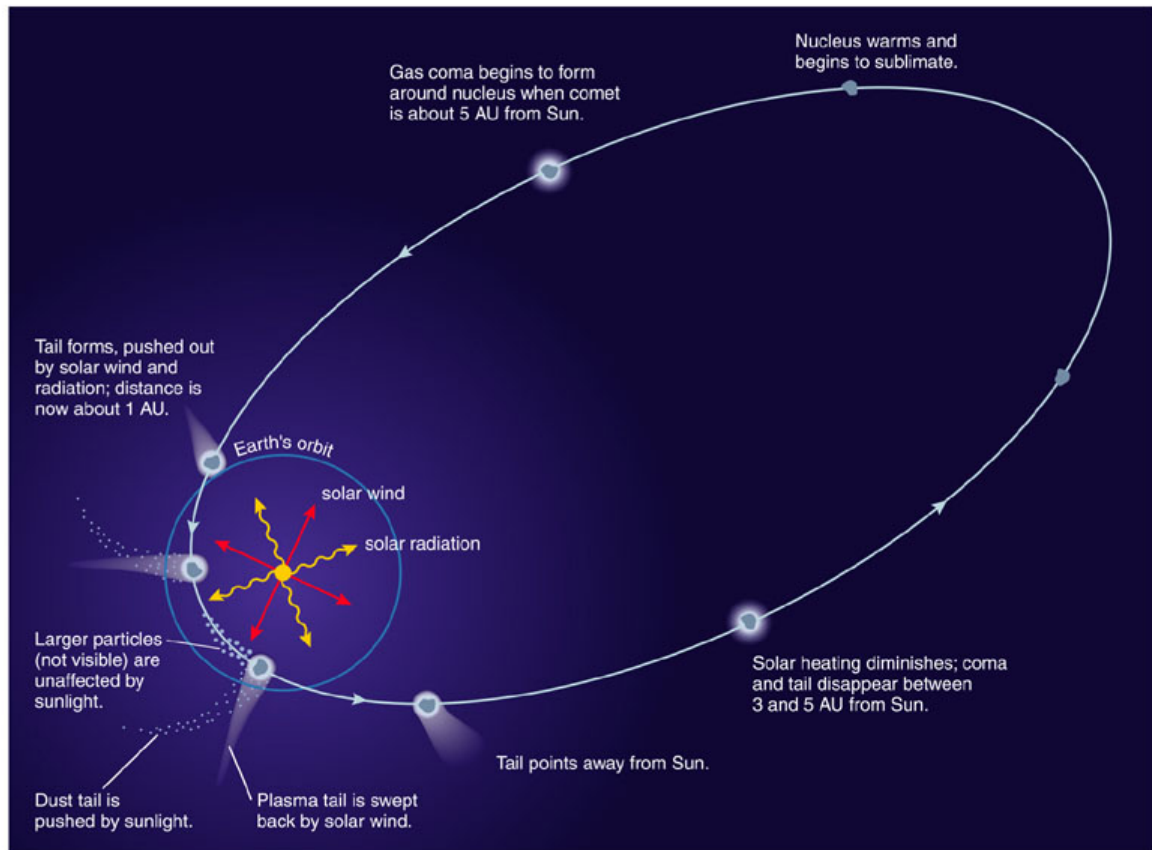 Nucleus warms and
begins to sublimate.
Gas coma begins to form
around nucleus when comet
is about 5 AU from Sun.
Tail forms, pushed out
by solar wind and
radiation; distance is
now about 1 AU.
Earth's orbit
solar wind
solar radiation
Larger particles
(not visible) are
unaffected by
sunlight.
Solar heating diminishes; coma
and tail disappear between
3 and 5 AU from Sun.
Tail points away from Sun.
Dust tail is
pushed by sunlight.
Plasma tail is swept
back by solar wind.